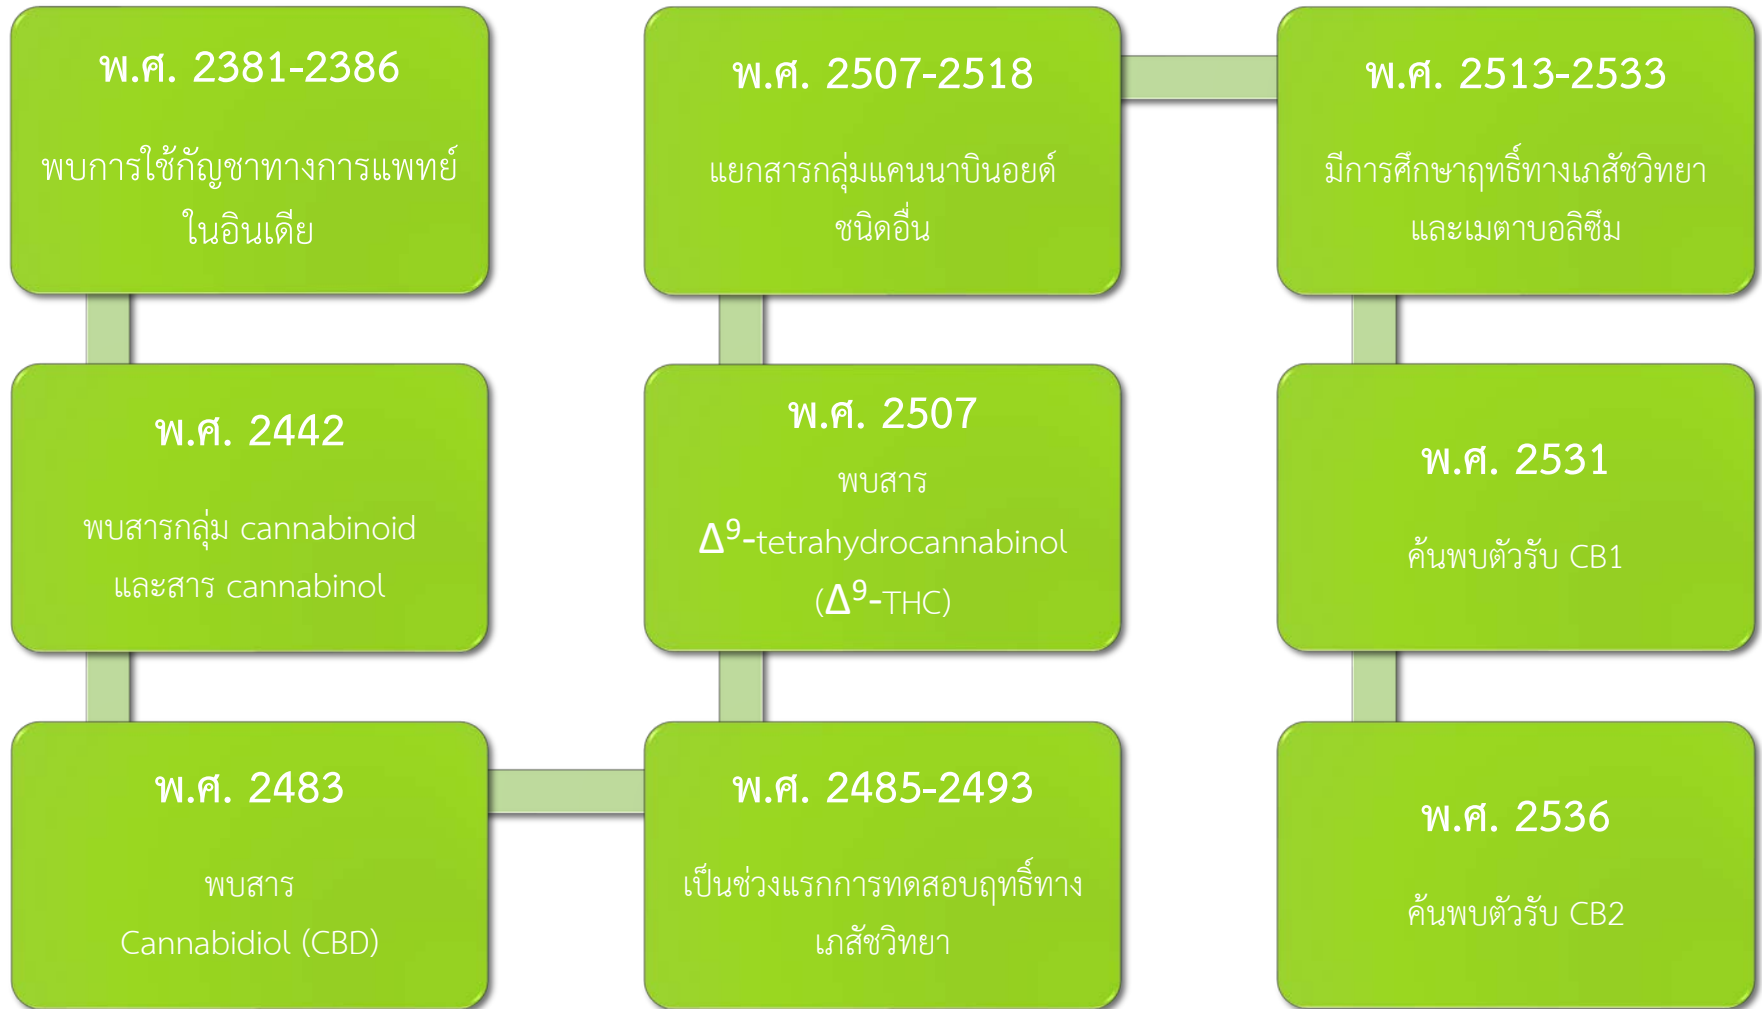 พ.ศ. 2381-2386
พบการใช้กัญชาทางการแพทย์
ในอินเดีย
พ.ศ. 2442
พบสารกลุ่ม cannabinoid
และสาร cannabinol
พ.ศ. 2483
พบสาร
Cannabidiol (CBD)
พ.ศ. 2485-2493
เป็นช่วงแรกการทดสอบฤทธิ์ทาง
เภสัชวิทยา
พ.ศ. 2507
พบสาร
Δ⁹-tetrahydrocannabinol
(Δ⁹-THC)
พ.ศ. 2507-2518
แยกสารกลุ่มแคนนาบินอยด์
ชนิดอื่น
พ.ศ. 2513-2533
มีการศึกษาฤทธิ์ทางเภสัชวิทยา
และเมตาบอลิซึม
พ.ศ. 2531
ค้นพบตัวรับ CB1
พ.ศ. 2536
ค้นพบตัวรับ CB2